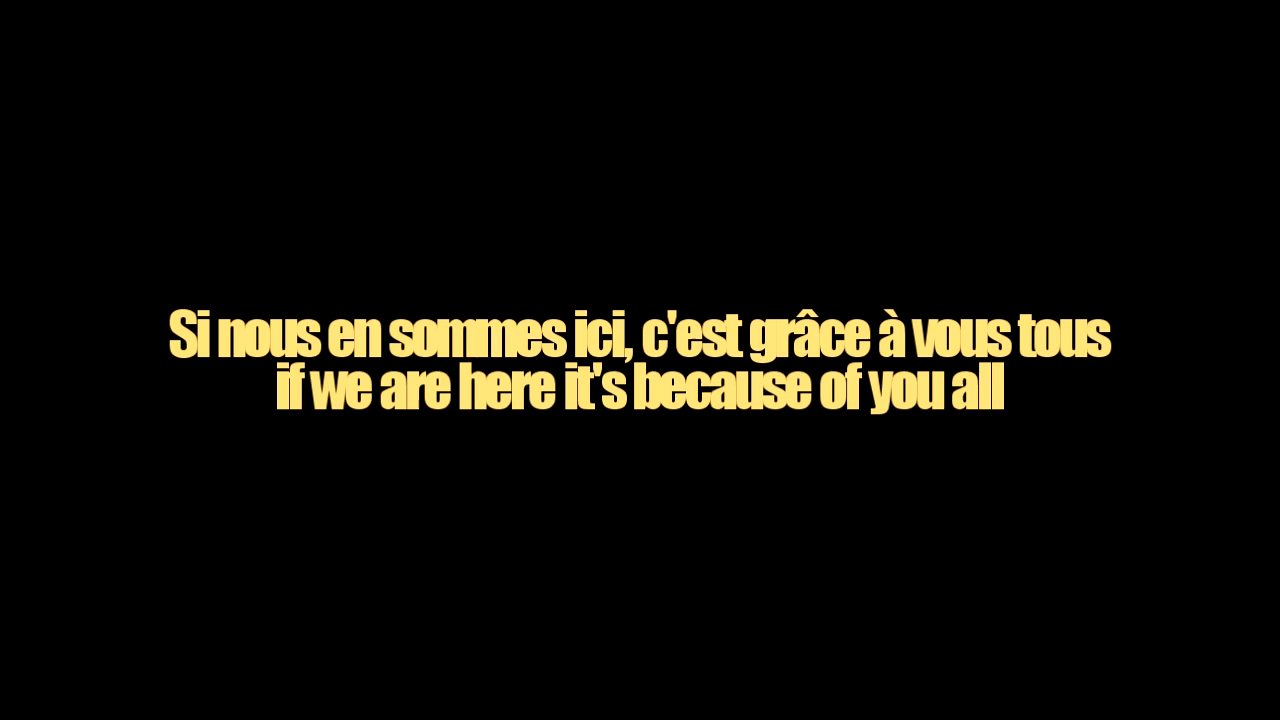 Si nous en sommes ici, c'est grâce à vous tous
if we are here it's because of you all